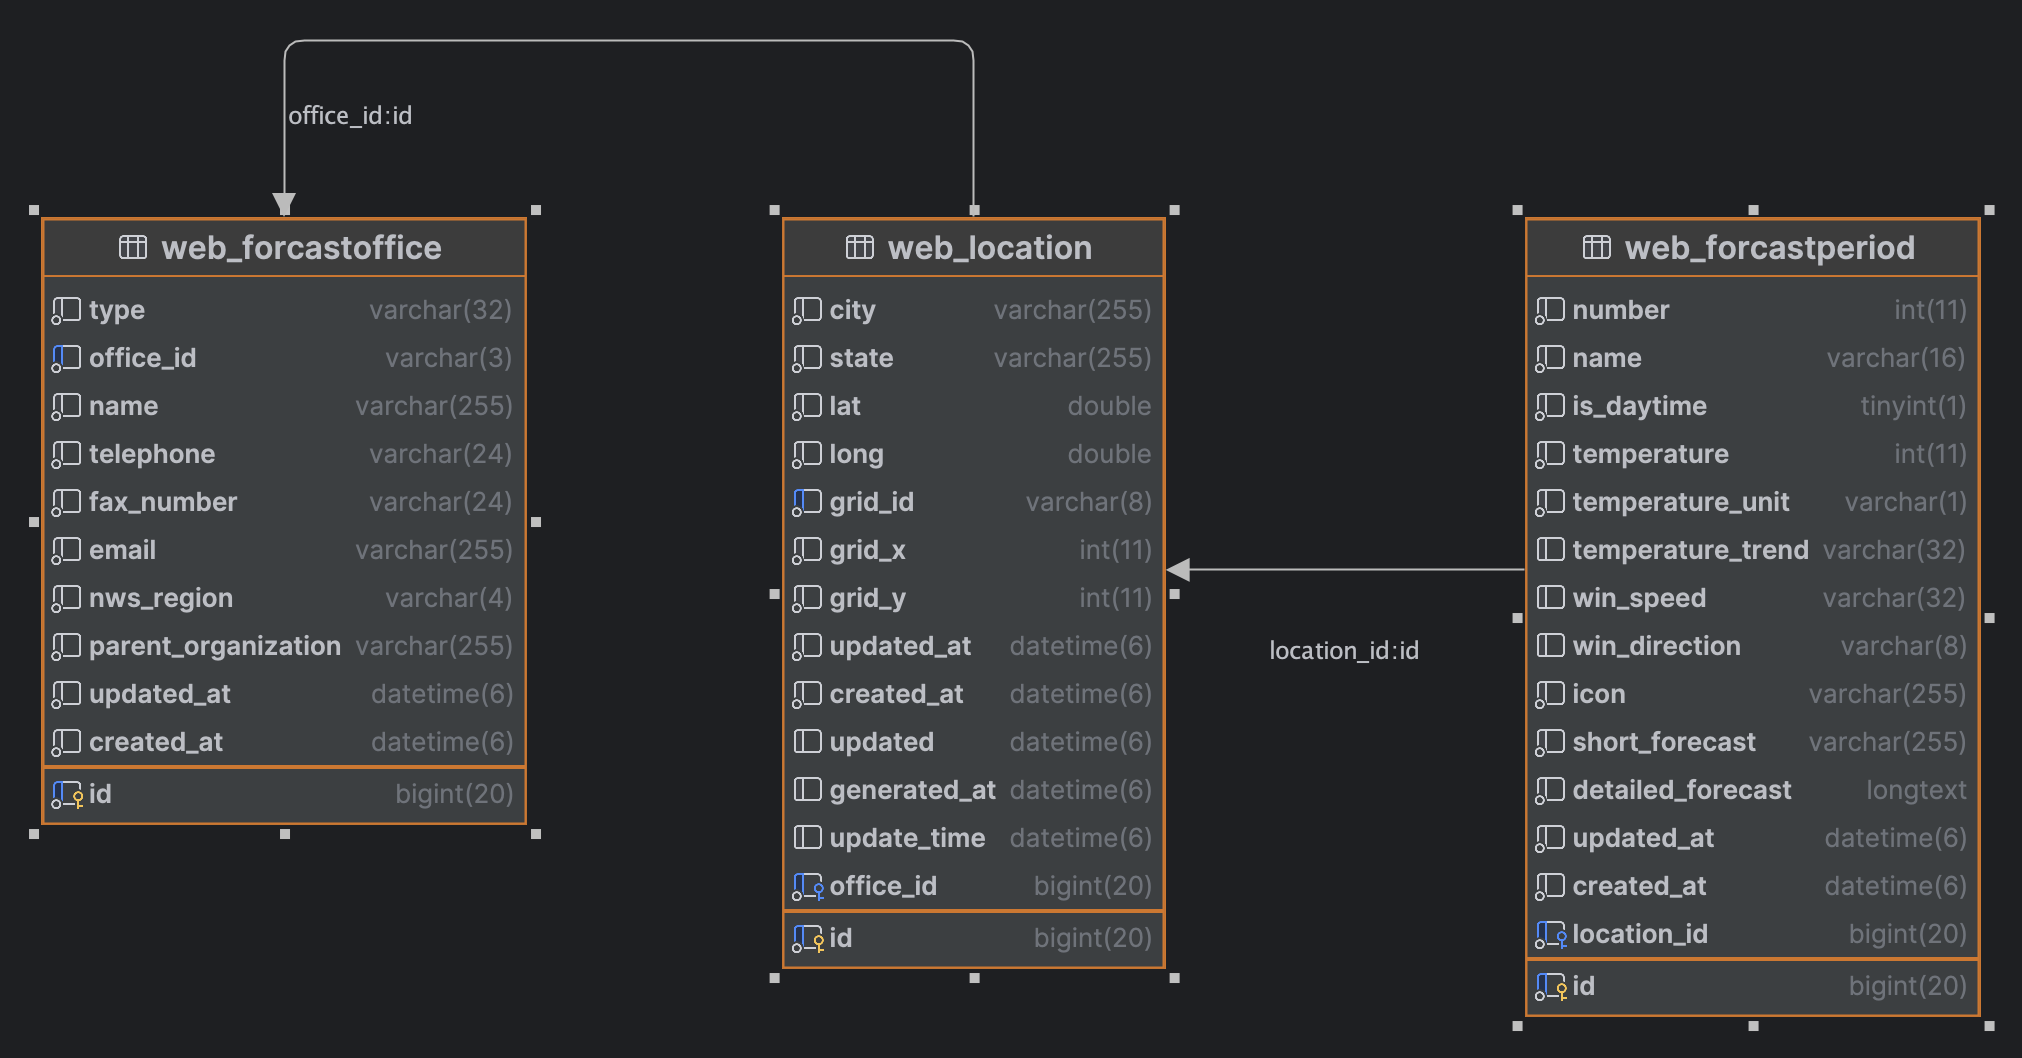 office_id:id
web_forcastoffice
type varchar(32)
office_id varchar(3)
name varchar(255)
telephone varchar(24)
fax_number varchar(24)
email varchar(255)
nws_region varchar(4)
parent_organization varchar(255)
updated_at datetime(6)
created_at datetime(6)
id bigint(20)
web_location
city varchar(255)
state varchar(255)
lat double
long double
grid_id varchar(8)
grid_x int(11)
grid_y int(11)
updated_at datetime(6)
created_at datetime(6)
updated datetime(6)
generated_at datetime(6)
update_time datetime(6)
office_id bigint(20)
id bigint(20)
location_id:id
web_forcastperiod
number int(11)
name varchar(16)
is_daytime tinyint(1)
temperature int(11)
temperature_unit varchar(1)
temperature_trend varchar(32)
win_speed varchar(32)
win_direction varchar(8)
icon varchar(255)
short_forecast varchar(255)
detailed_forecast longtext
updated_at datetime(6)
created_at datetime(6)
location_id bigint(20)
id bigint(20)